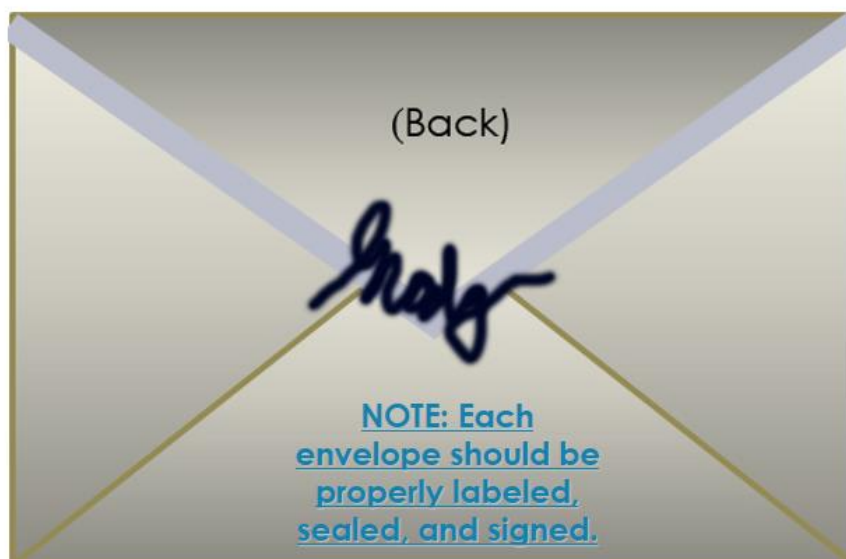 (Back)
NOTE: Each
envelope should be
properly labeled,
sealed, and signed.